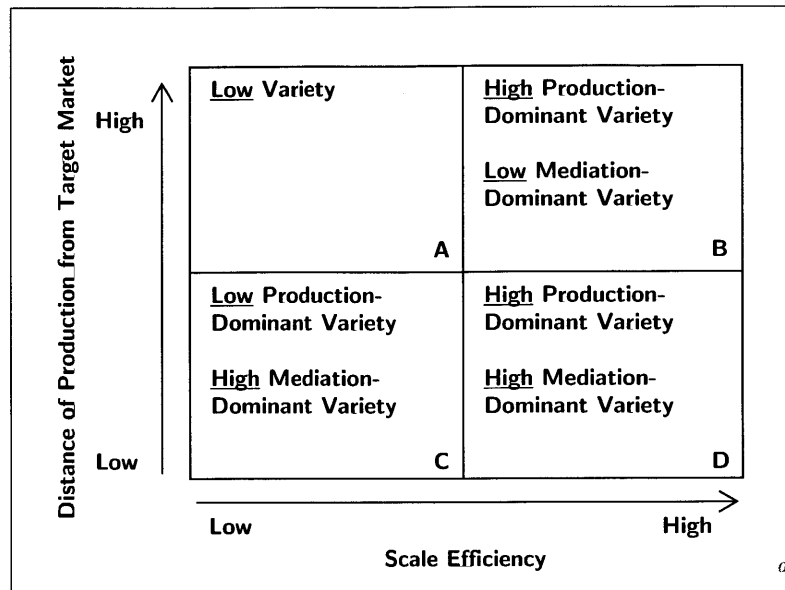 Distance of Production from Target Market
High
Low
Low Variety
A
High Production-
Dominant Variety
Low Mediation-
Dominant Variety
B
Low Production-
Dominant Variety
High Mediation-
Dominant Variety
C
High Production-
Dominant Variety
High Mediation-
Dominant Variety
D
Low
High
Scale Efficiency